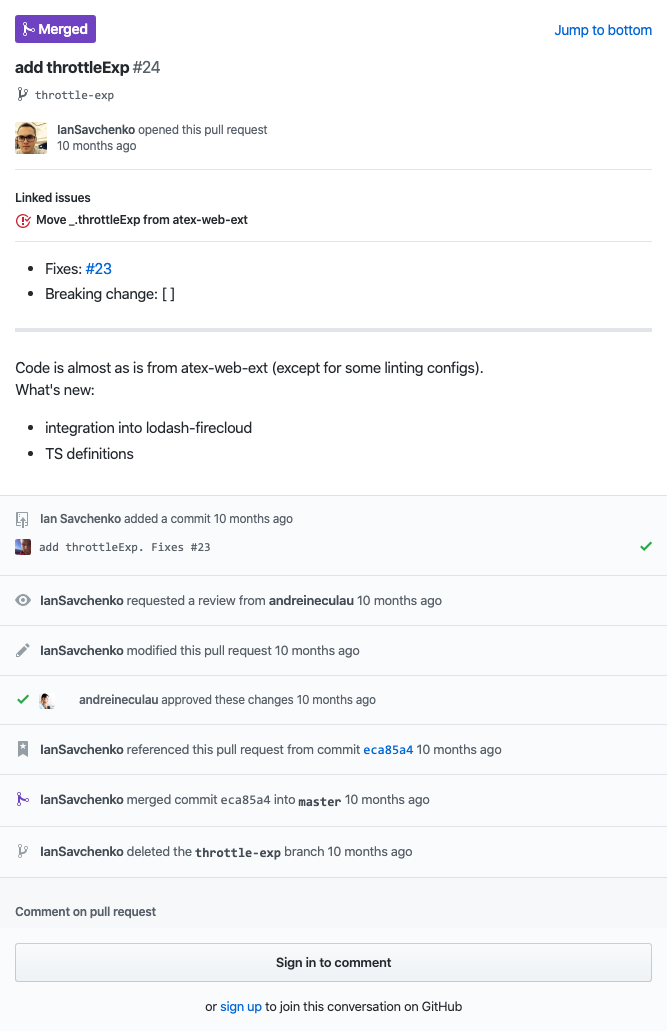 Merged
Jump to bottom
add throttleExp #24
throttle-exp
IanSavchenko opened this pull request
10 months ago
Linked issues
Move _.throttleExp from atex-web-ext
Fixes: #23
Breaking change: [ ]
Code is almost as is from atex-web-ext (except for some linting configs).
What's new:
integration into lodash-firecloud
TS definitions
Ian Savchenko added a commit 10 months ago
add throttleExp. Fixes #23
IanSavchenko requested a review from andreineculau 10 months ago
IanSavchenko modified this pull request 10 months ago
andreineculau approved these changes 10 months ago
IanSavchenko referenced this pull request from commit eca85a4 10 months ago
IanSavchenko merged commit eca85a4 into master 10 months ago
IanSavchenko deleted the throttle-exp branch 10 months ago
Comment on pull request
Sign in to comment
or sign up to join this conversation on GitHub